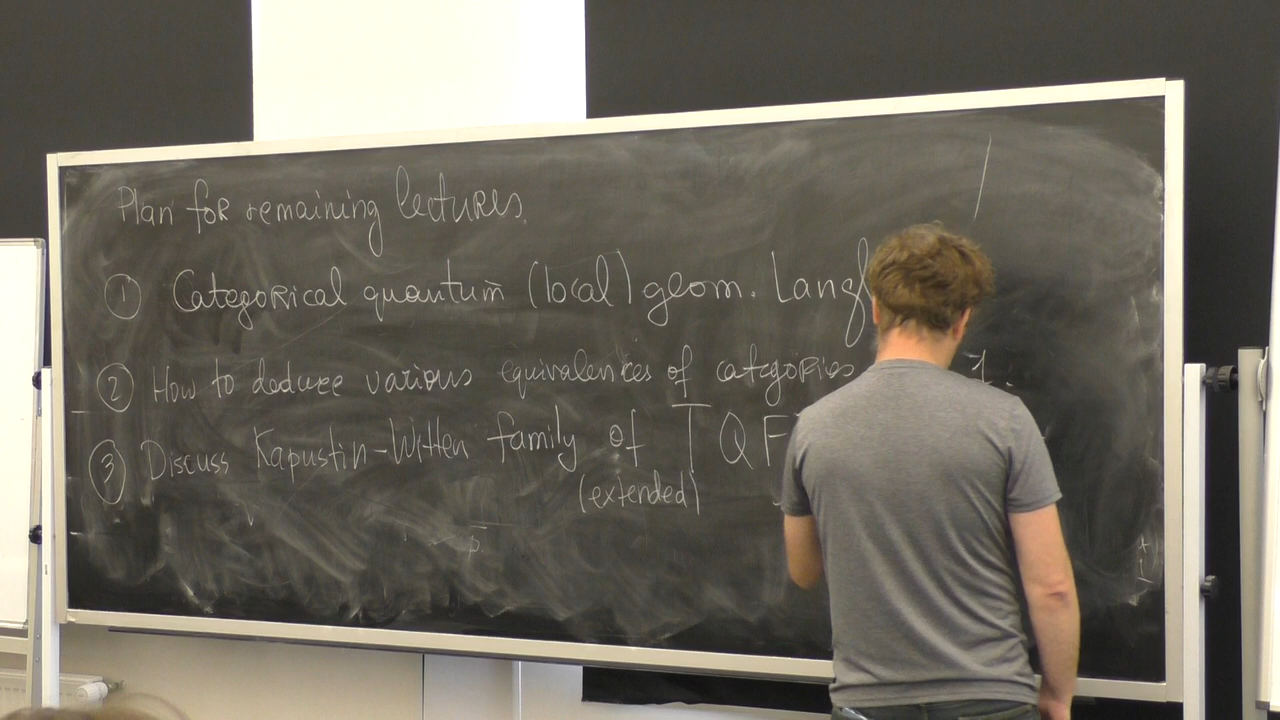 Plan for remaining lectures.
① Categorical quantum (local) geom. Langl
② How to deduce various equivalences of categories 1.
③ Discuss Kapustin-Witten family of TQF
(extended)